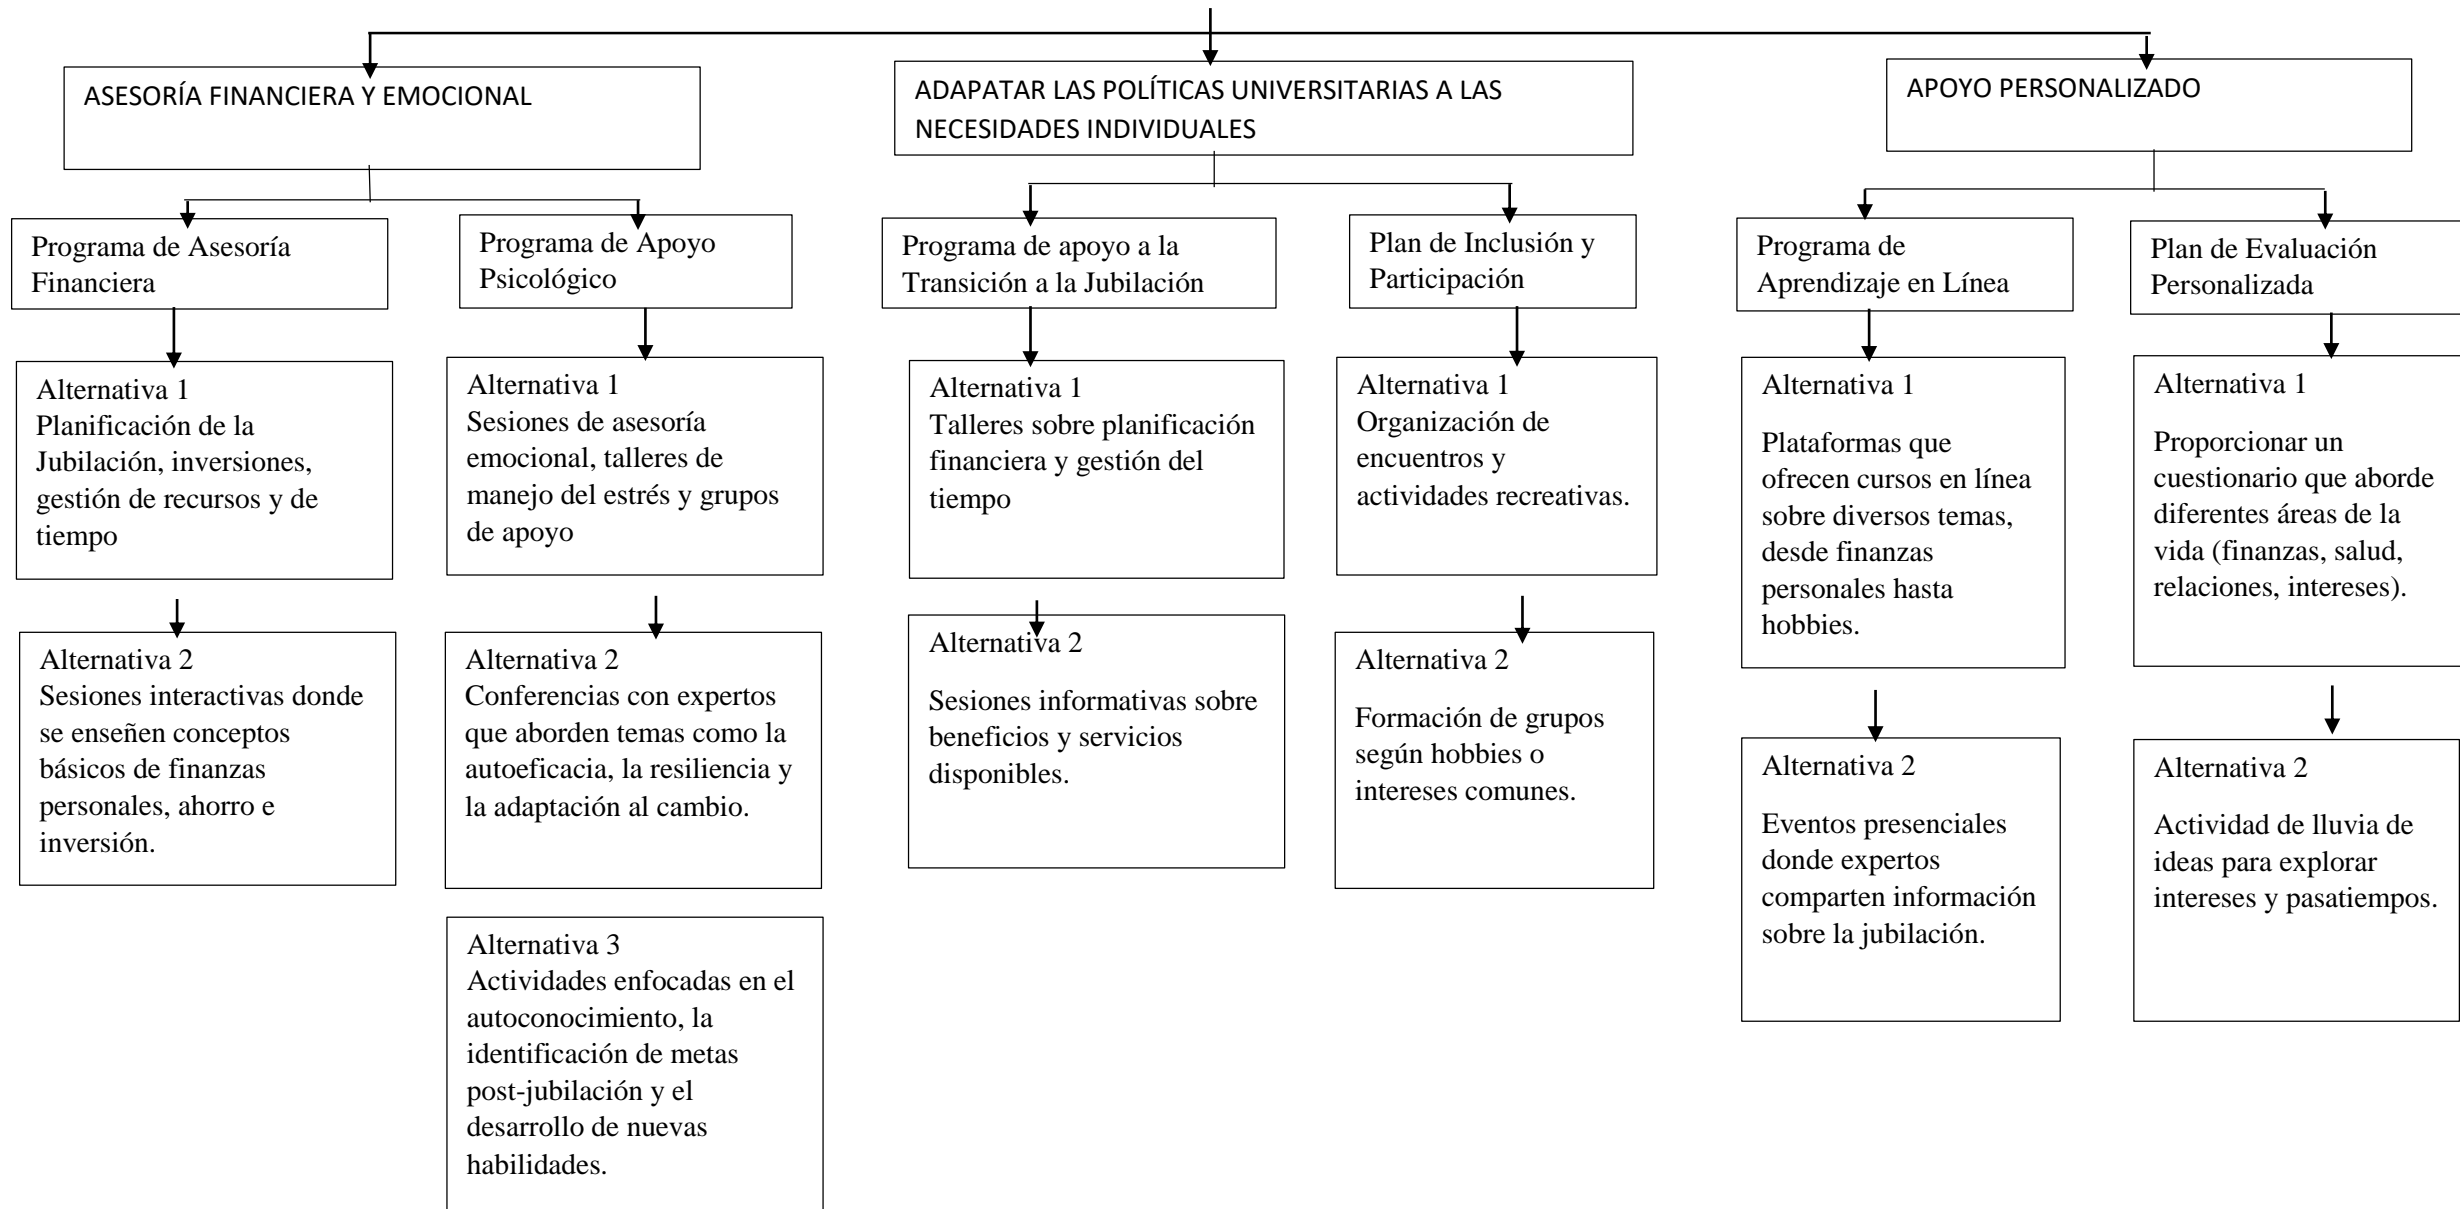 ASESORÍA FINANCIERA Y EMOCIONAL
ADAPATAR LAS POLÍTICAS UNIVERSITARIAS A LAS
NECESIDADES INDIVIDUALES
APOYO PERSONALIZADO
Programa de Asesoría
Financiera
Programa de Apoyo
Psicológico
Programa de apoyo a la
Transición a la Jubilación
Plan de Inclusión y
Participación
Programa de
Aprendizaje en Línea
Plan de Evaluación
Personalizada
Alternativa 1
Planificación de la
Jubilación, inversiones,
gestión de recursos y de
tiempo
Alternativa 1
Sesiones de asesoría
emocional, talleres de
manejo del estrés y grupos
de apoyo
Alternativa 1
Talleres sobre planificación
financiera y gestión del
tiempo
Alternativa 1
Organización de
encuentros y
actividades recreativas.
Alternativa 1
Plataformas que
ofrecen cursos en línea
sobre diversos temas,
desde finanzas
personales hasta
hobbies.
Alternativa 1
Proporcionar un
cuestionario que aborde
diferentes áreas de la
vida (finanzas, salud,
relaciones, intereses).
Alternativa 2
Sesiones interactivas donde
se enseñen conceptos
básicos de finanzas
personales, ahorro e
inversión.
Alternativa 2
Conferencias con expertos
que aborden temas como la
autoeficacia, la resiliencia y
la adaptación al cambio.
Alternativa 2
Sesiones informativas sobre
beneficios y servicios
disponibles.
Alternativa 2
Formación de grupos
según hobbies o
intereses comunes.
Alternativa 2
Eventos presenciales
donde expertos
comparten información
sobre la jubilación.
Alternativa 2
Actividad de lluvia de
ideas para explorar
intereses y pasatiempos.
Alternativa 3
Actividades enfocadas en el
autoconocimiento, la
identificación de metas
post-jubilación y el
desarrollo de nuevas
habilidades.